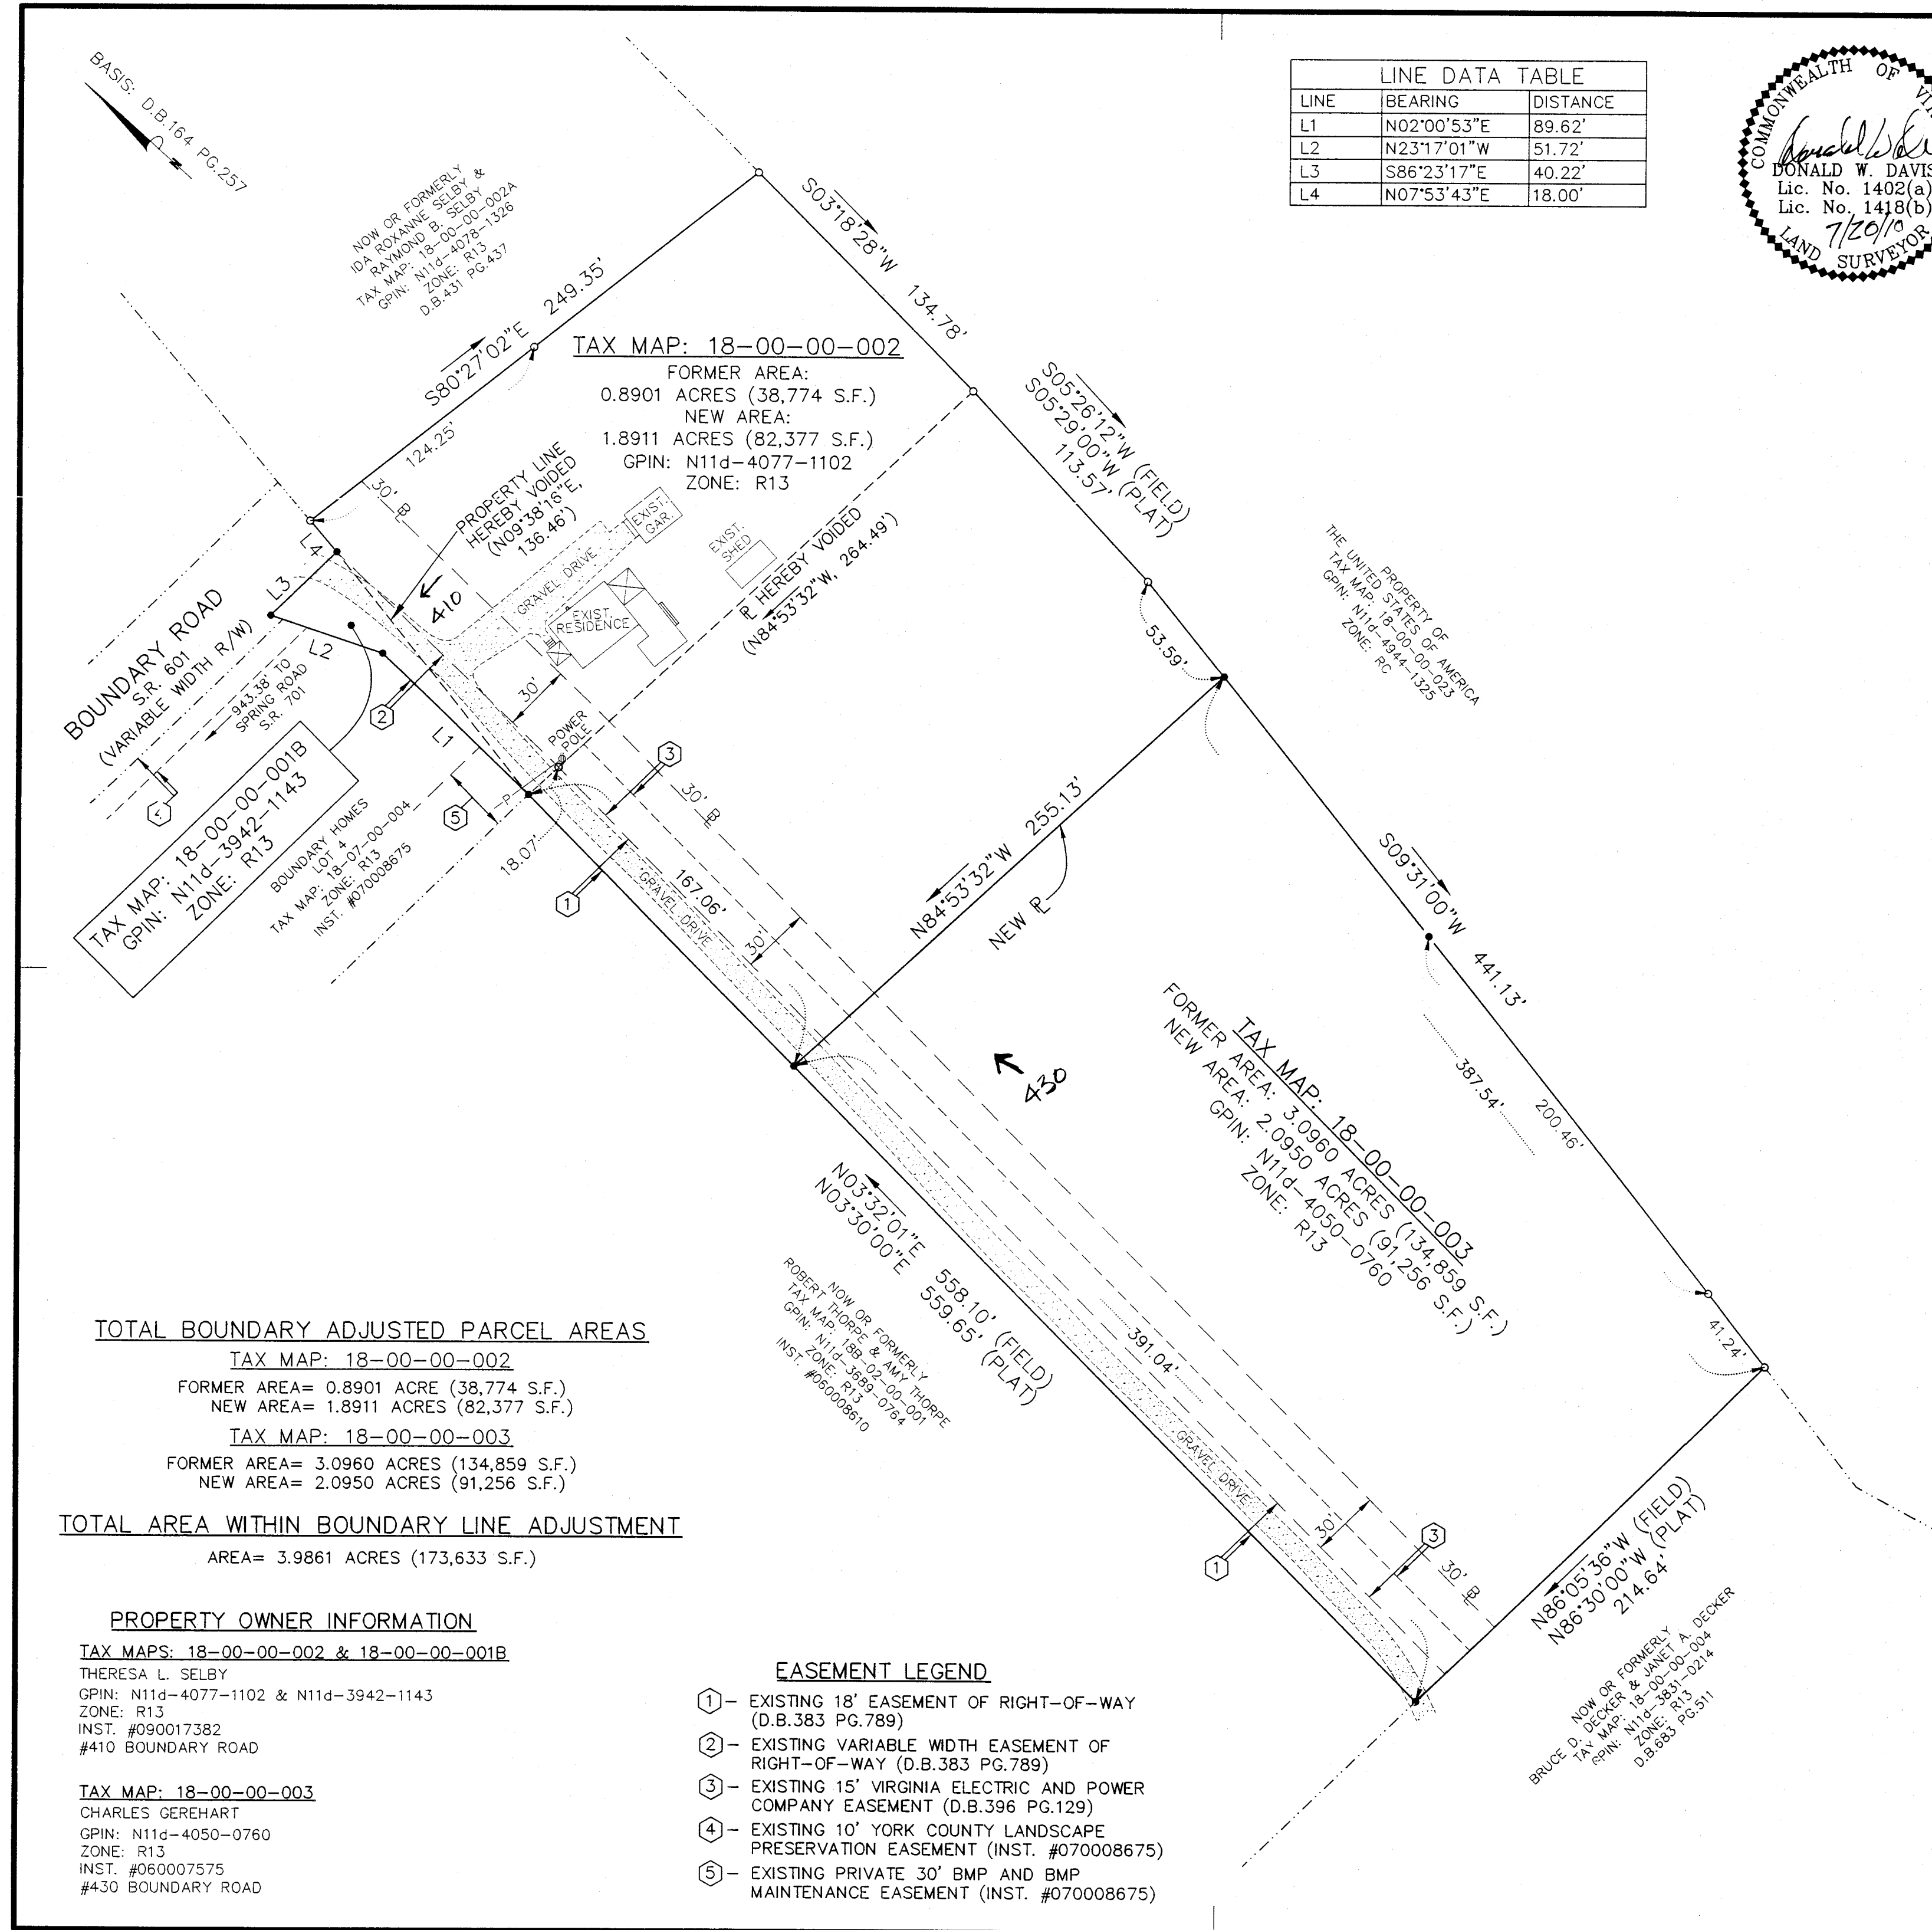 BASIS: D.B.164 PG.257
N
LINE DATA TABLE
LINE BEARING DISTANCE
L1 N02°00'53"E 89.62'
L2 N23°17'01"W 51.72'
L3 S86°23'17"E 40.22'
L4 N07°53'43"E 18.00'
COMMONWEALTH OF
DONALD W. DAVIS
Lic. No. 1402(a)
Lic. No. 1418(b)
7/20/10
LAND SURVEYOR
NOW OR FORMERLY
IDA ROXANNE SELBY &
RAYMOND B. SELBY
TAX MAP: 18-00-00-002A
GPIN: N11d-4078-1326
ZONE: R13
D.B.431 PG.437
S80°27'02"E 249.35'
124.25'
S03°18'28"W 134.78'
TAX MAP: 18-00-00-002
FORMER AREA:
0.8901 ACRES (38,774 S.F.)
NEW AREA:
1.8911 ACRES (82,377 S.F.)
GPIN: N11d-4077-1102
ZONE: R13
S05°26'12"W (FIELD)
S05°29'00"W (PLAT)
113.57'
30' BL
PROPERTY LINE
HEREBY VOIDED
(N09°38'16"E,
136.46')
410
EXIST.
GAR.
EXIST.
SHED
GRAVEL DRIVE
EXIST.
RESIDENCE
PL HEREBY VOIDED
(N84°53'32"W, 264.49')
53.59'
PROPERTY OF
THE UNITED STATES OF AMERICA
TAX MAP: 18-00-00-023
GPIN: N11d-4944-1325
ZONE: RC
L4
L3
L2
L1
BOUNDARY ROAD
S.R. 601
(VARIABLE WIDTH R/W)
943.38' TO
SPRING ROAD
S.R. 701
2
30'
POWER
POLE
3
5
P
30' BL
TAX MAP: 18-00-00-001B
GPIN: N11d-3942-1143
ZONE: R13
BOUNDARY HOMES
LOT 4
TAX MAP: 18-07-00-004
ZONE: R13
INST. #070008675
18.07'
1
167.06'
GRAVEL DRIVE
30'
N84°53'32"W 255.13'
NEW PL
S09°31'00"W 441.13'
387.54'
200.46'
41.24'
430
TAX MAP: 18-00-00-003
FORMER AREA: 3.0960 ACRES (134,859 S.F.)
NEW AREA: 2.0950 ACRES (91,256 S.F.)
GPIN: N11d-4050-0760
ZONE: R13
N03°32'01"E 558.10' (FIELD)
N03°30'00"E 559.65' (PLAT)
NOW OR FORMERLY
ROBERT THORPE & AMY THORPE
TAX MAP: 18B-02-00-001
GPIN: N11d-3689-0764
ZONE: R13
INST. #060008610
391.04'
GRAVEL DRIVE
30'
3
1
30' BL
N86°05'36"W (FIELD)
N86°30'00"W (PLAT)
214.64'
NOW OR FORMERLY
BRUCE D. DECKER & JANET A. DECKER
TAX MAP: 18-00-00-004
GPIN: N11d-3831-0214
ZONE: R13
D.B.683 PG.511
TOTAL BOUNDARY ADJUSTED PARCEL AREAS
TAX MAP: 18-00-00-002
FORMER AREA= 0.8901 ACRE (38,774 S.F.)
NEW AREA= 1.8911 ACRES (82,377 S.F.)
TAX MAP: 18-00-00-003
FORMER AREA= 3.0960 ACRES (134,859 S.F.)
NEW AREA= 2.0950 ACRES (91,256 S.F.)
TOTAL AREA WITHIN BOUNDARY LINE ADJUSTMENT
AREA= 3.9861 ACRES (173,633 S.F.)
PROPERTY OWNER INFORMATION
TAX MAPS: 18-00-00-002 & 18-00-00-001B
THERESA L. SELBY
GPIN: N11d-4077-1102 & N11d-3942-1143
ZONE: R13
INST. #090017382
#410 BOUNDARY ROAD
TAX MAP: 18-00-00-003
CHARLES GEREHART
GPIN: N11d-4050-0760
ZONE: R13
INST. #060007575
#430 BOUNDARY ROAD
EASEMENT LEGEND
1 - EXISTING 18' EASEMENT OF RIGHT-OF-WAY
(D.B.383 PG.789)
2 - EXISTING VARIABLE WIDTH EASEMENT OF
RIGHT-OF-WAY (D.B.383 PG.789)
3 - EXISTING 15' VIRGINIA ELECTRIC AND POWER
COMPANY EASEMENT (D.B.396 PG.129)
4 - EXISTING 10' YORK COUNTY LANDSCAPE
PRESERVATION EASEMENT (INST. #070008675)
5 - EXISTING PRIVATE 30' BMP AND BMP
MAINTENANCE EASEMENT (INST. #070008675)